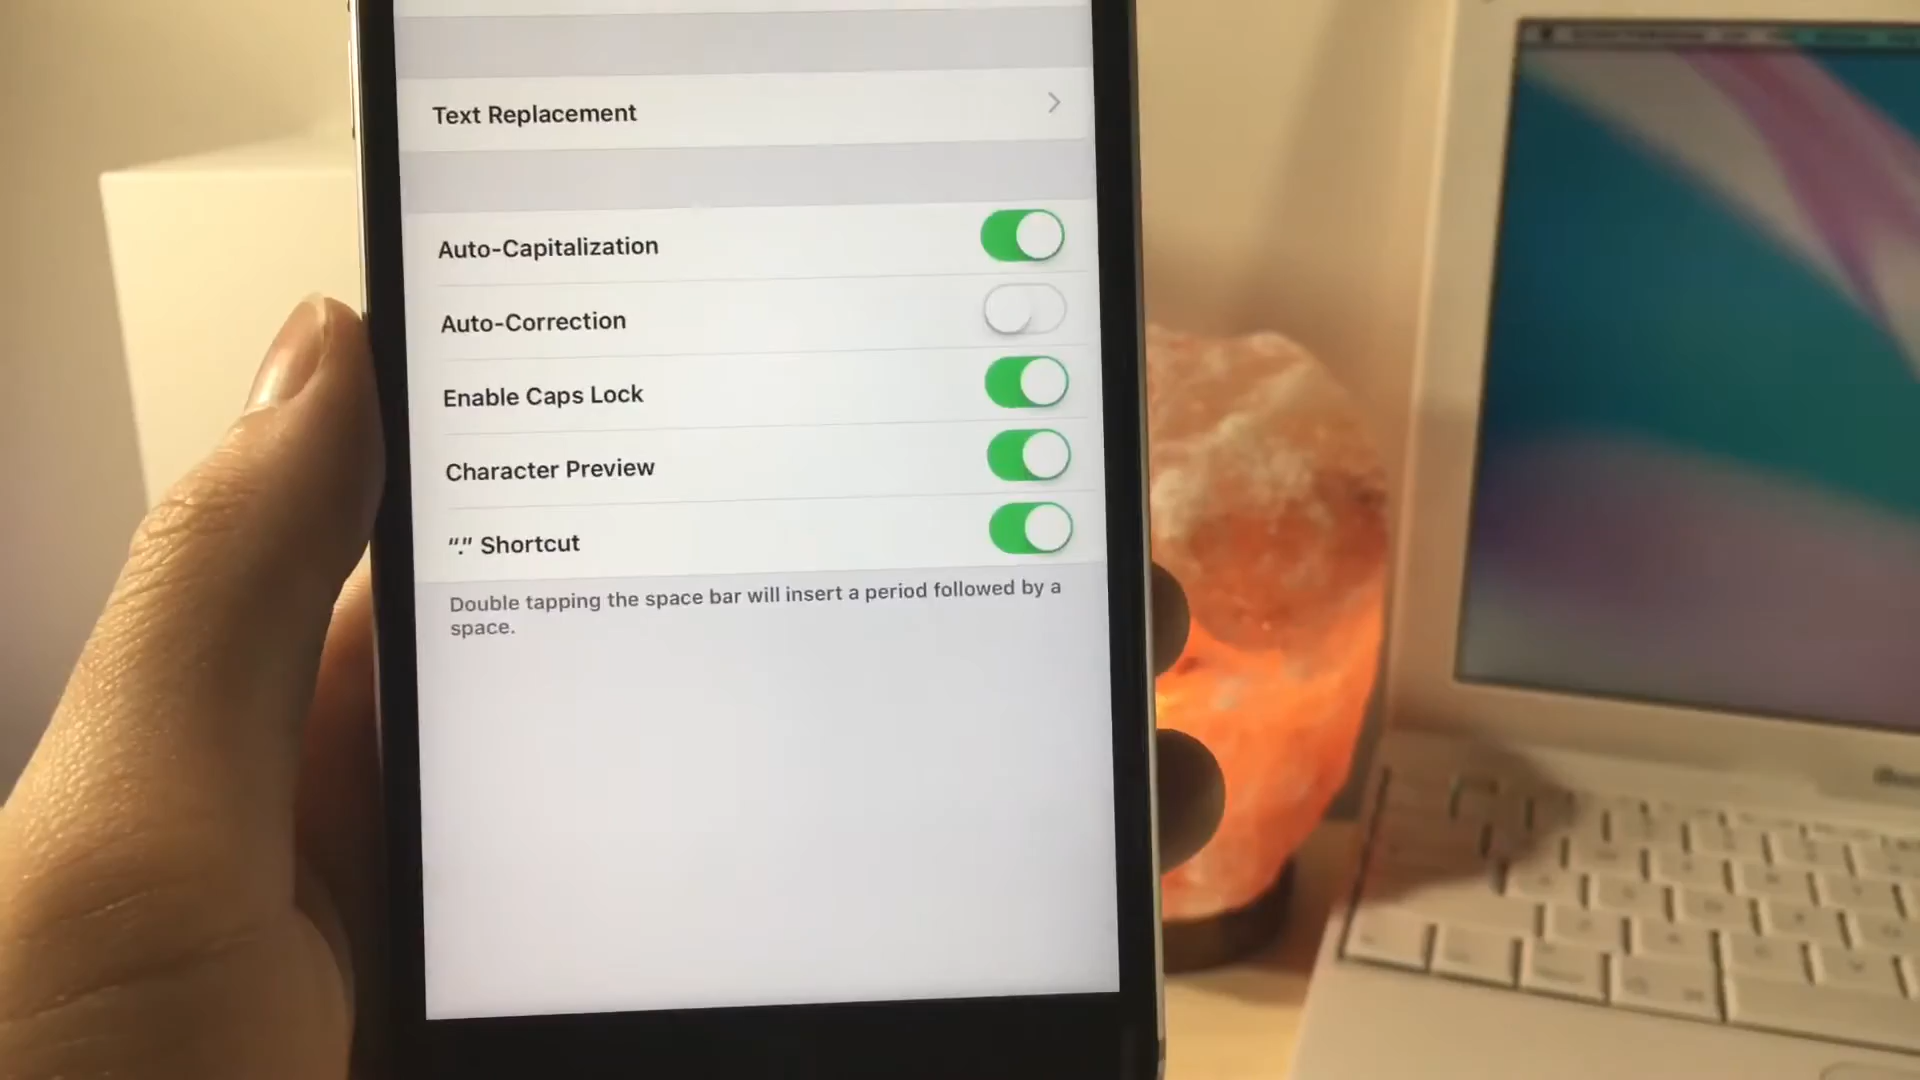 Text Replacement
Auto-Capitalization
Auto-Correction
Enable Caps Lock
Character Preview
“.” Shortcut
Double tapping the space bar will insert a period followed by a
space.